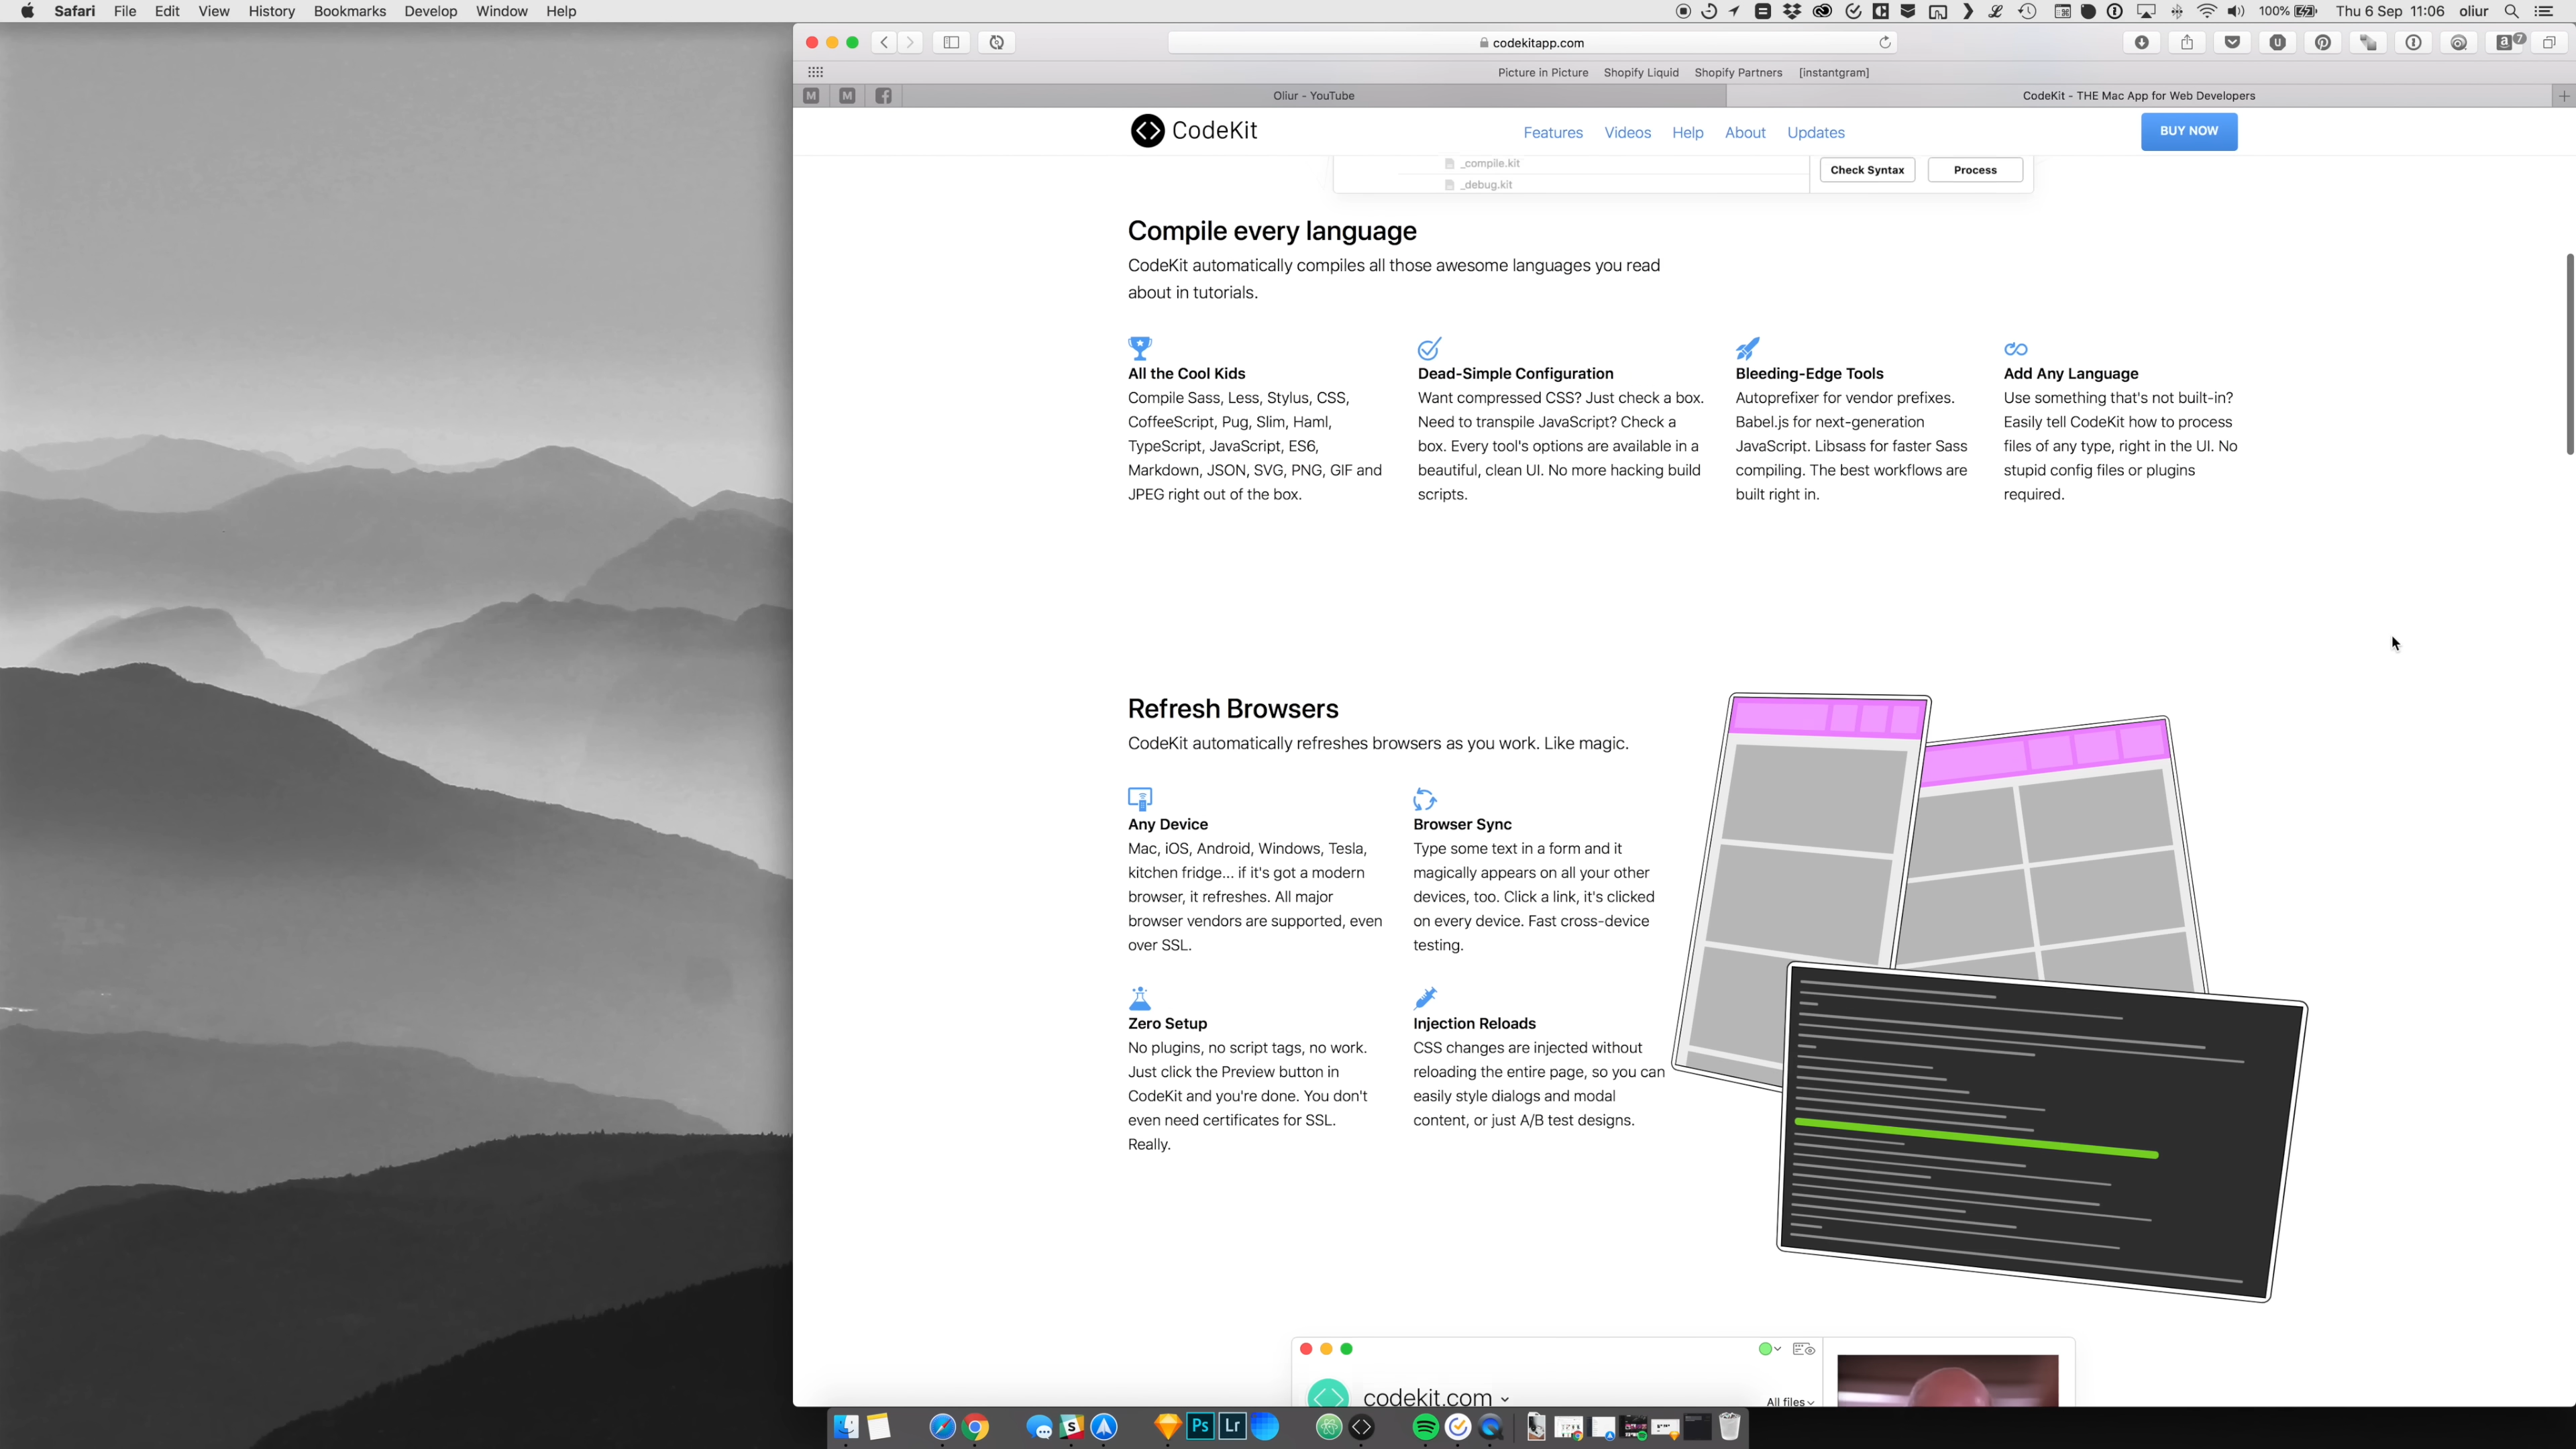 Safari File Edit View History Bookmarks Develop Window Help
100% Thu 6 Sep 11:06 oliur
codekitapp.com
7
Picture in Picture Shopify Liquid Shopify Partners [instantgram]
M M Oliur - YouTube CodeKit - THE Mac App for Web Developers
CodeKit Features Videos Help About Updates BUY NOW
_compile.kit
_debug.kit
Check Syntax Process
Compile every language
CodeKit automatically compiles all those awesome languages you read
about in tutorials.
All the Cool Kids
Compile Sass, Less, Stylus, CSS,
CoffeeScript, Pug, Slim, Haml,
TypeScript, JavaScript, ES6,
Markdown, JSON, SVG, PNG, GIF and
JPEG right out of the box.
Dead-Simple Configuration
Want compressed CSS? Just check a box.
Need to transpile JavaScript? Check a
box. Every tool's options are available in a
beautiful, clean UI. No more hacking build
scripts.
Bleeding-Edge Tools
Autoprefixer for vendor prefixes.
Babel.js for next-generation
JavaScript. Libsass for faster Sass
compiling. The best workflows are
built right in.
Add Any Language
Use something that's not built-in?
Easily tell CodeKit how to process
files of any type, right in the UI. No
stupid config files or plugins
required.
Refresh Browsers
CodeKit automatically refreshes browsers as you work. Like magic.
Any Device
Mac, iOS, Android, Windows, Tesla,
kitchen fridge... if it's got a modern
browser, it refreshes. All major
browser vendors are supported, even
over SSL.
Browser Sync
Type some text in a form and it
magically appears on all your other
devices, too. Click a link, it's clicked
on every device. Fast cross-device
testing.
Zero Setup
No plugins, no script tags, no work.
Just click the Preview button in
CodeKit and you're done. You don't
even need certificates for SSL.
Really.
Injection Reloads
CSS changes are injected without
reloading the entire page, so you can
easily style dialogs and modal
content, or just A/B test designs.
codekit.com
All files
Ps Lr